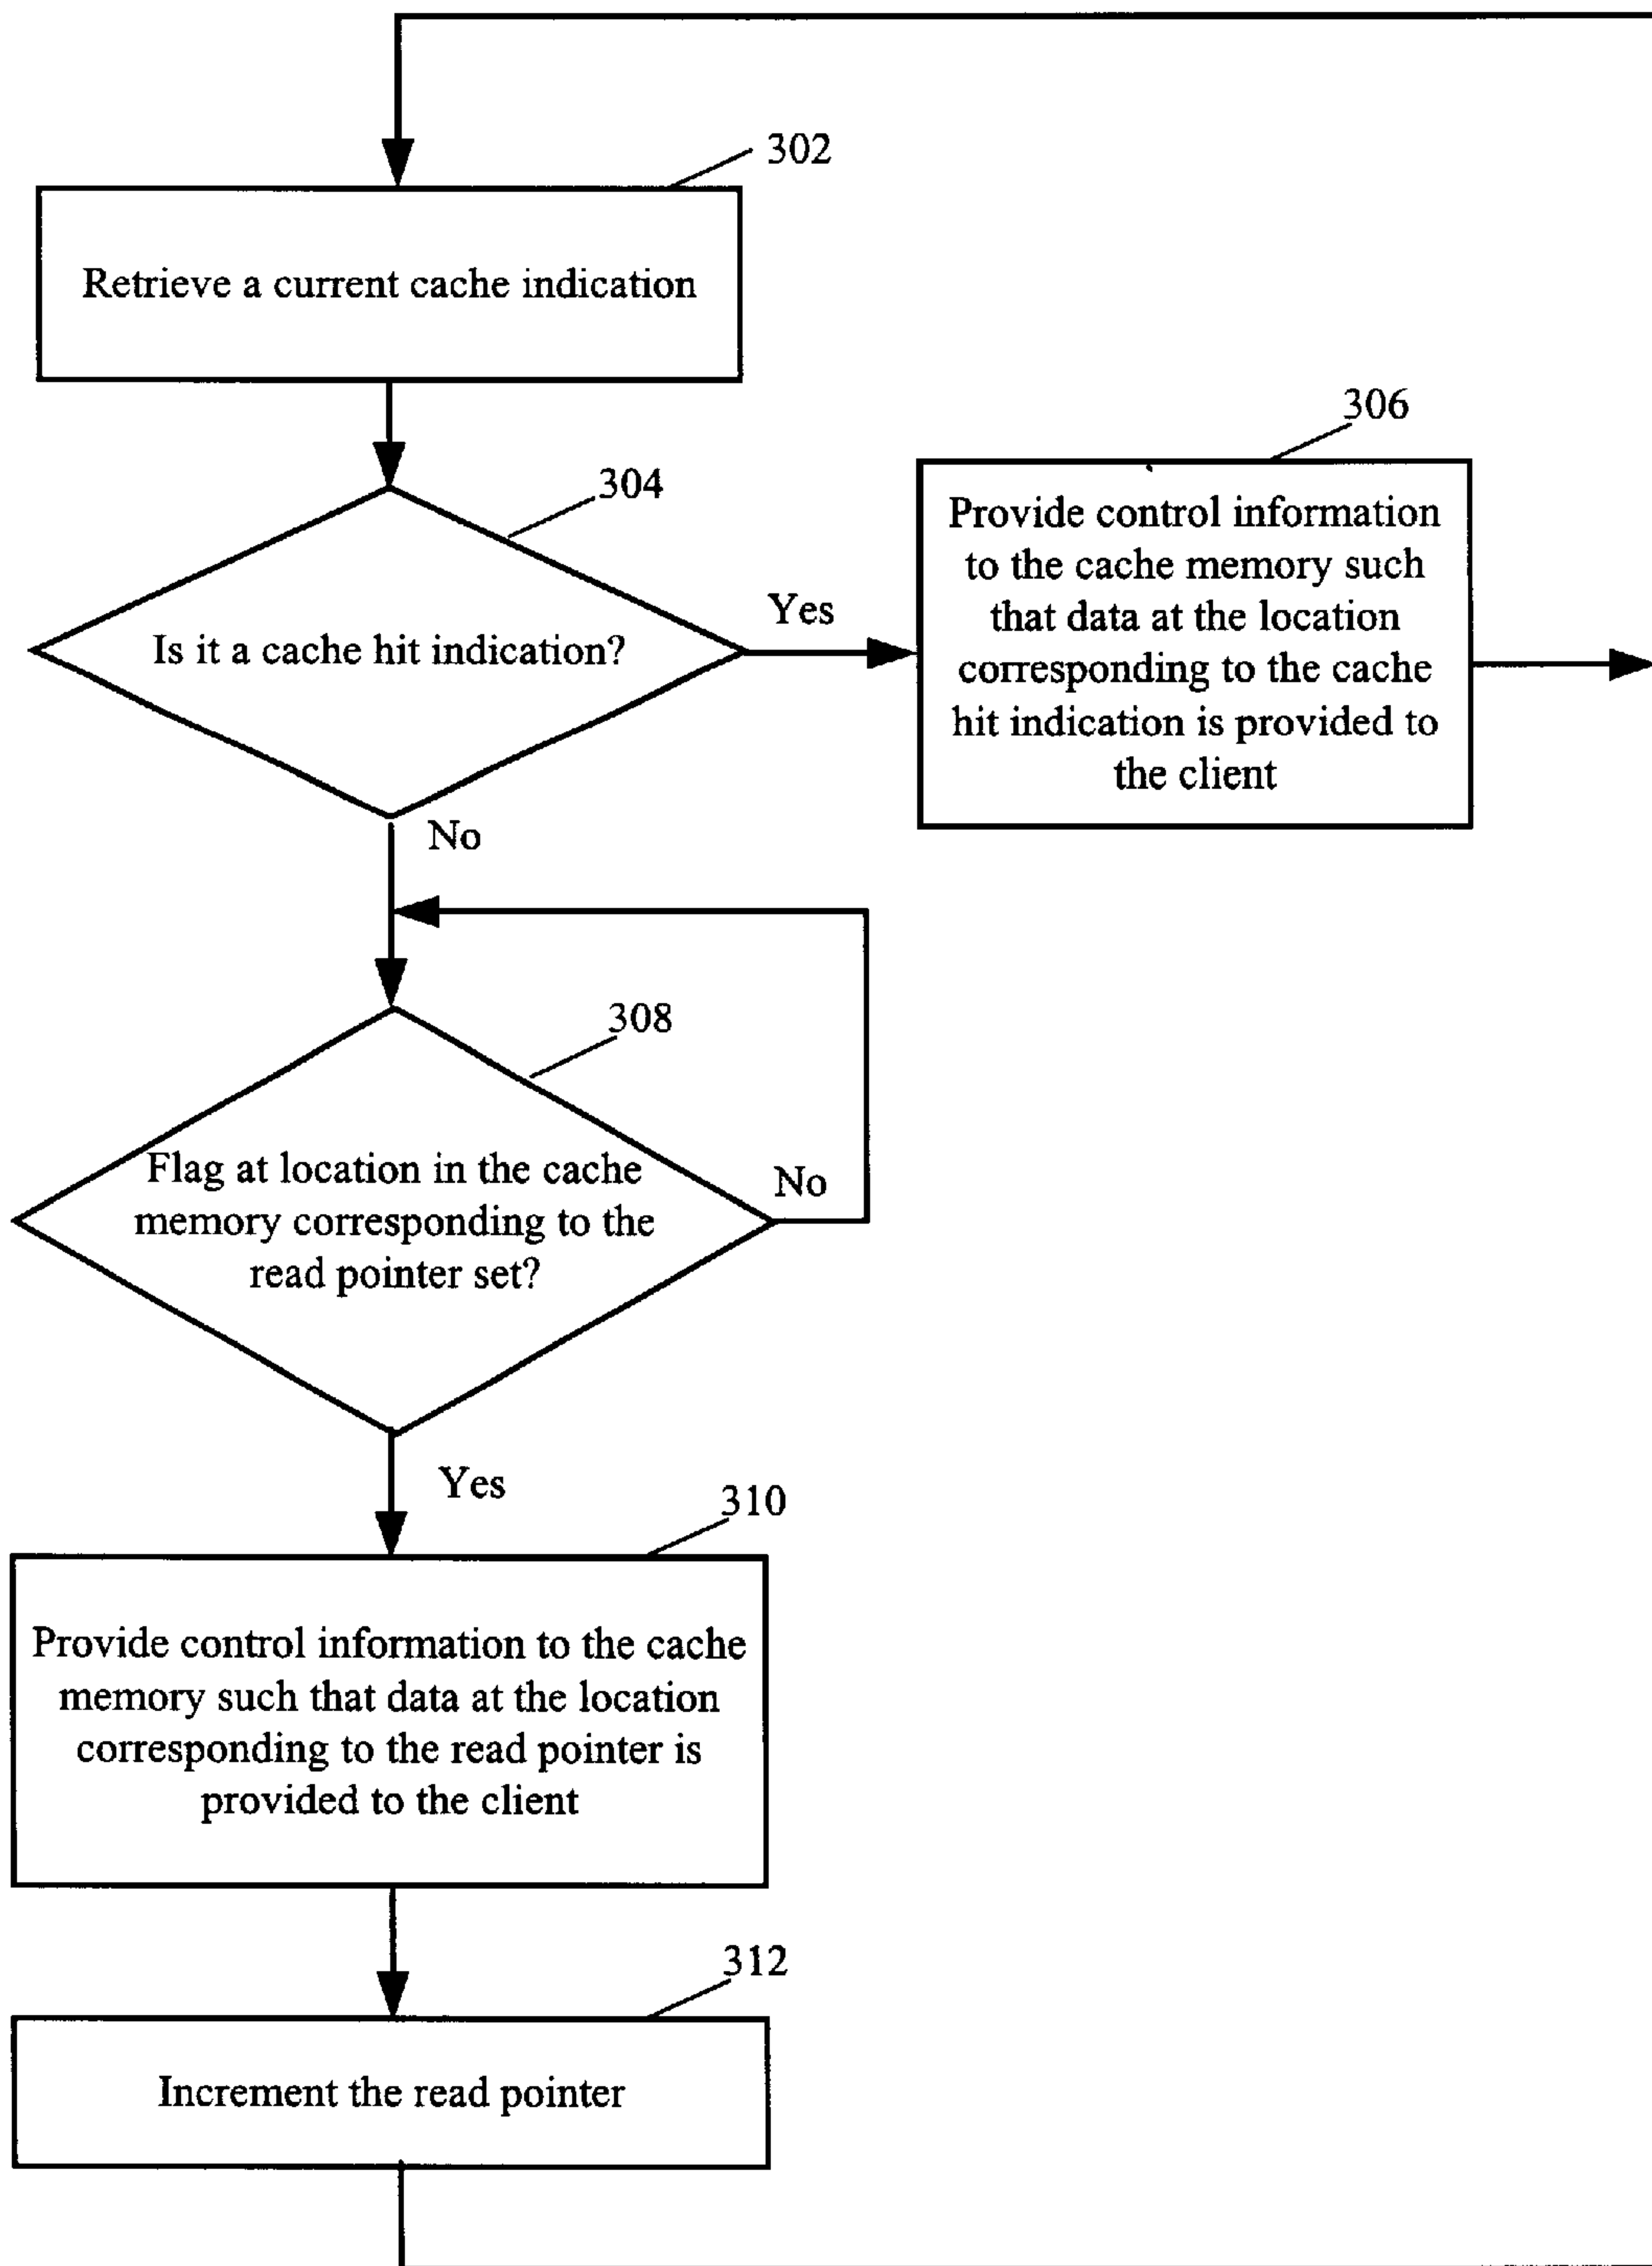 302
Retrieve a current cache indication
304
Is it a cache hit indication?
Yes
306
Provide control information
to the cache memory such
that data at the location
corresponding to the cache
hit indication is provided to
the client
No
308
Flag at location in the cache
memory corresponding to the
read pointer set?
No
Yes
310
Provide control information to the cache
memory such that data at the location
corresponding to the read pointer is
provided to the client
312
Increment the read pointer